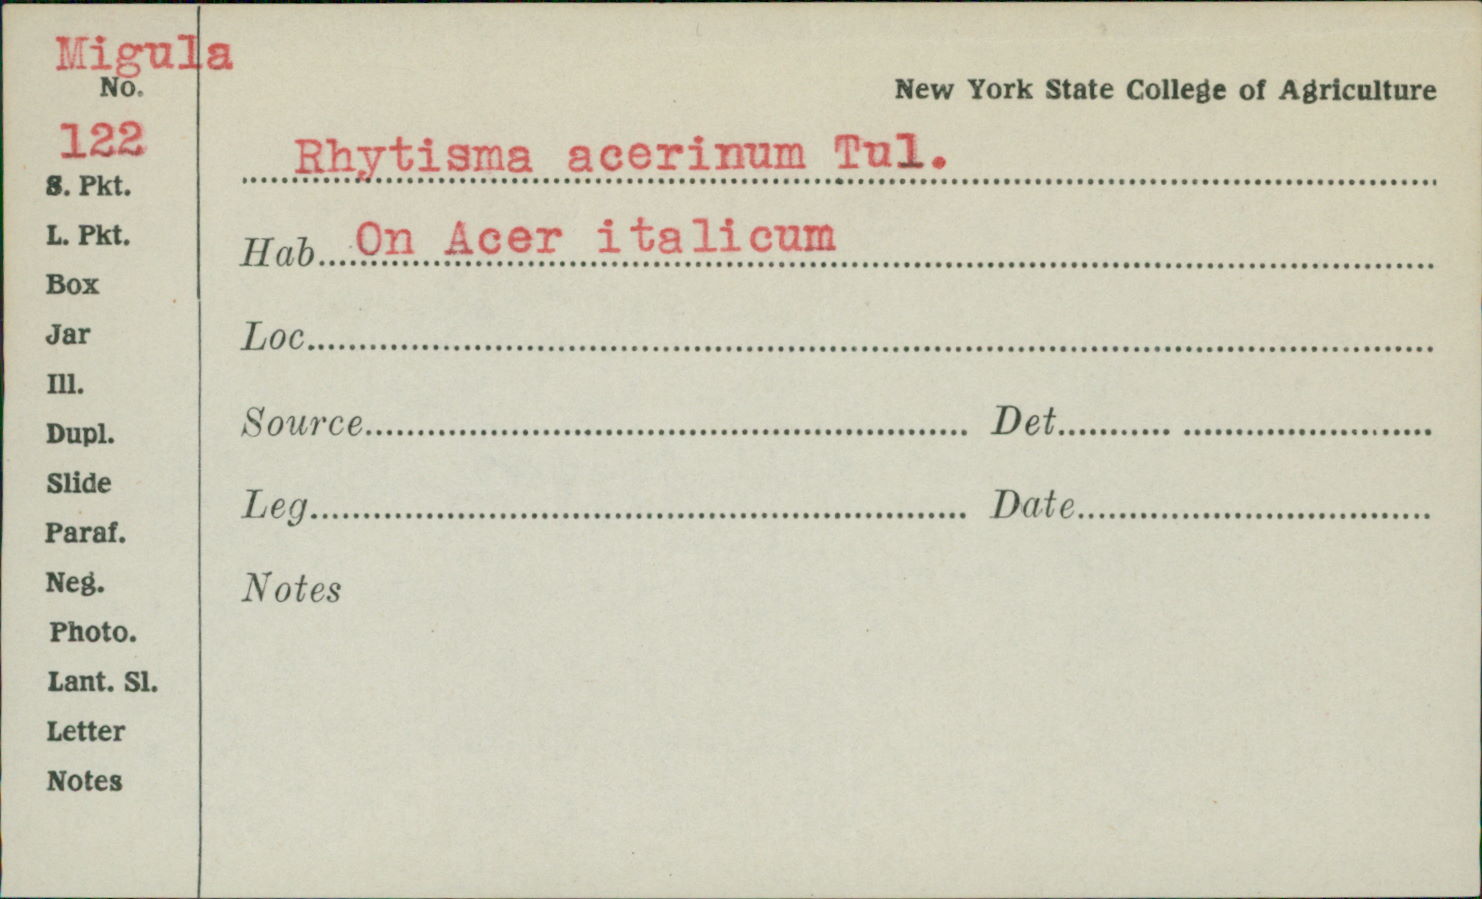 Migula
No.
122
S. Pkt.
L. Pkt.
Box
Jar
Ill.
Dupl.
Slide
Paraf.
Neg.
Photo.
Lant. Sl.
Letter
Notes
New York State College of Agriculture
Rhytisma acerinum Tul.
Hab. On Acer italicum
Loc.
Source Det.
Leg. Date
Notes